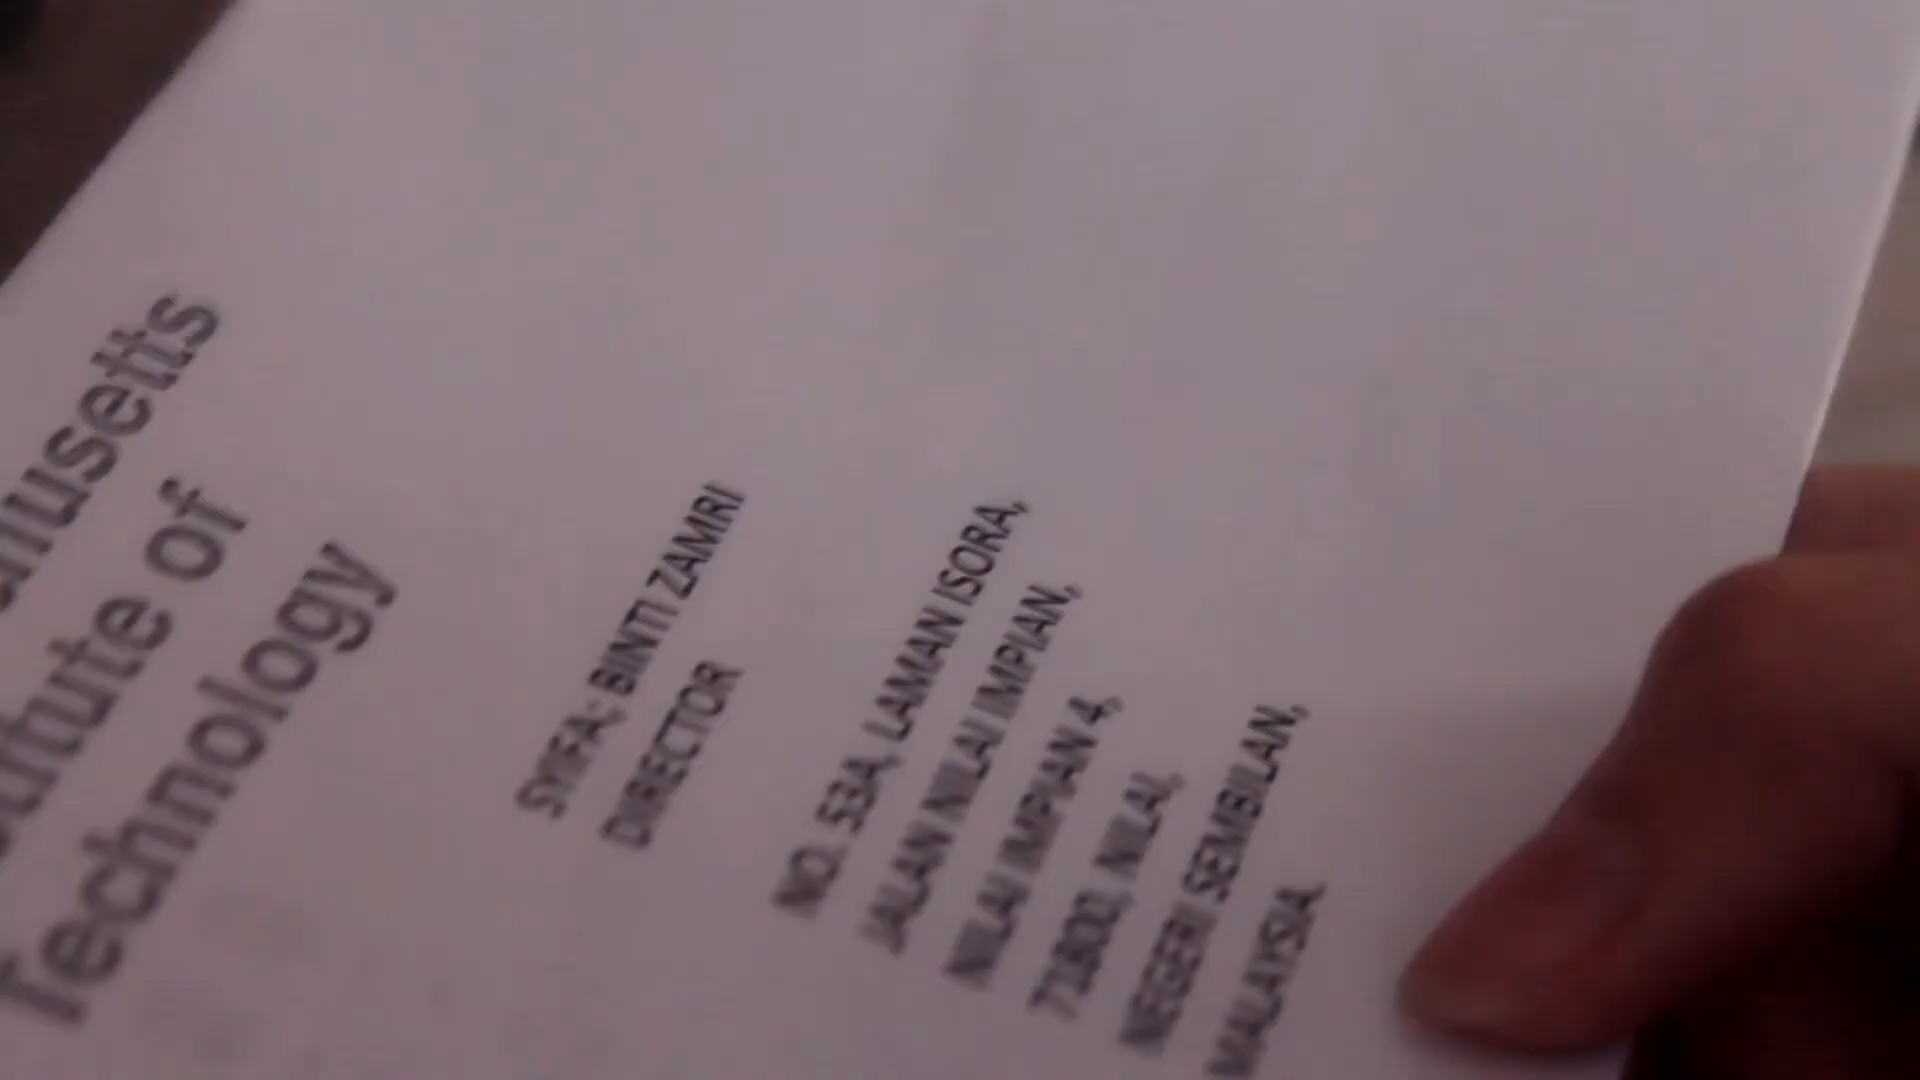 husetts
itute of
Technology
SYIFA; BINTI ZAMRI
DIRECTOR
NO. 53A, LAMAN ISORA,
JALAN NILAI IMPIAN,
NILAI IMPIAN 4,
71800, NILAI,
NEGERI SEMBILAN,
MALAYSIA.